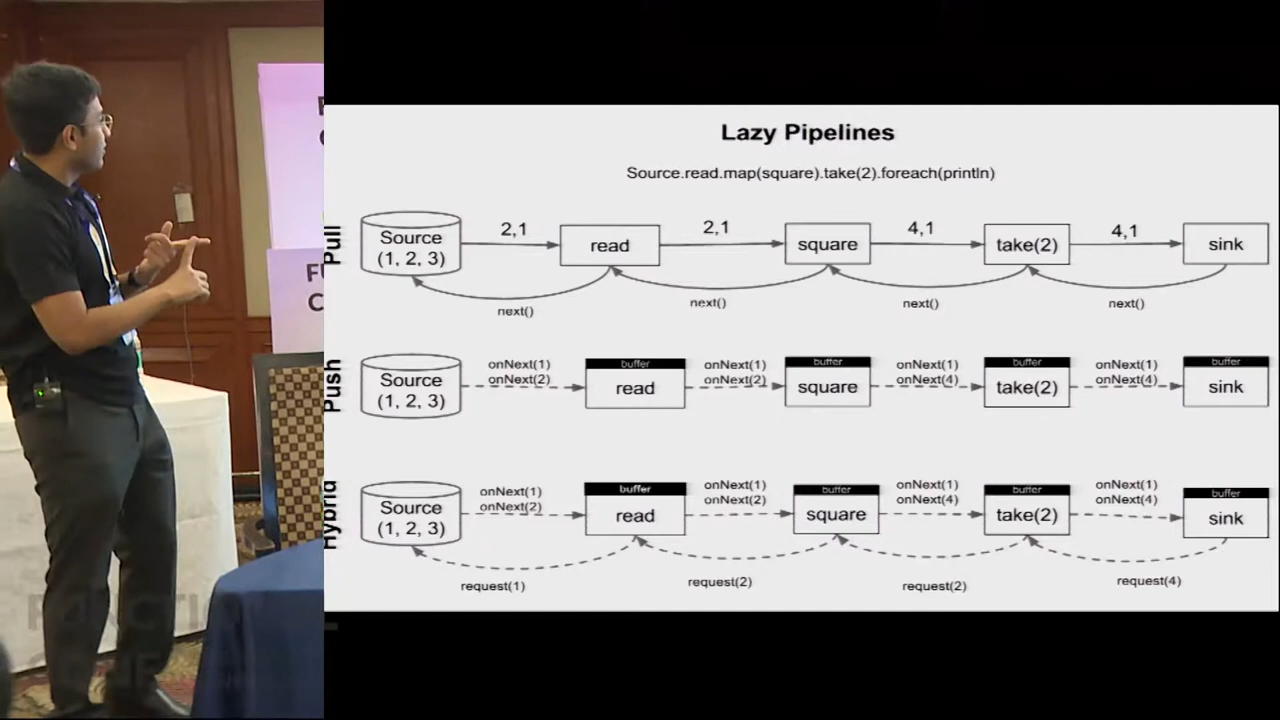 Lazy Pipelines
Source.read.map(square).take(2).foreach(println)
Pull
Source
(1, 2, 3)
2,1
read
2,1
square
4,1
take(2)
4,1
sink
next()
next()
next()
next()
Push
Source
(1, 2, 3)
onNext(1)
onNext(2)
buffer
read
onNext(1)
onNext(2)
buffer
square
onNext(1)
onNext(4)
buffer
take(2)
onNext(1)
onNext(4)
buffer
sink
Hybrid
Source
(1, 2, 3)
onNext(1)
onNext(2)
buffer
read
onNext(1)
onNext(2)
buffer
square
onNext(1)
onNext(4)
buffer
take(2)
onNext(1)
onNext(4)
buffer
sink
request(1)
request(2)
request(2)
request(4)